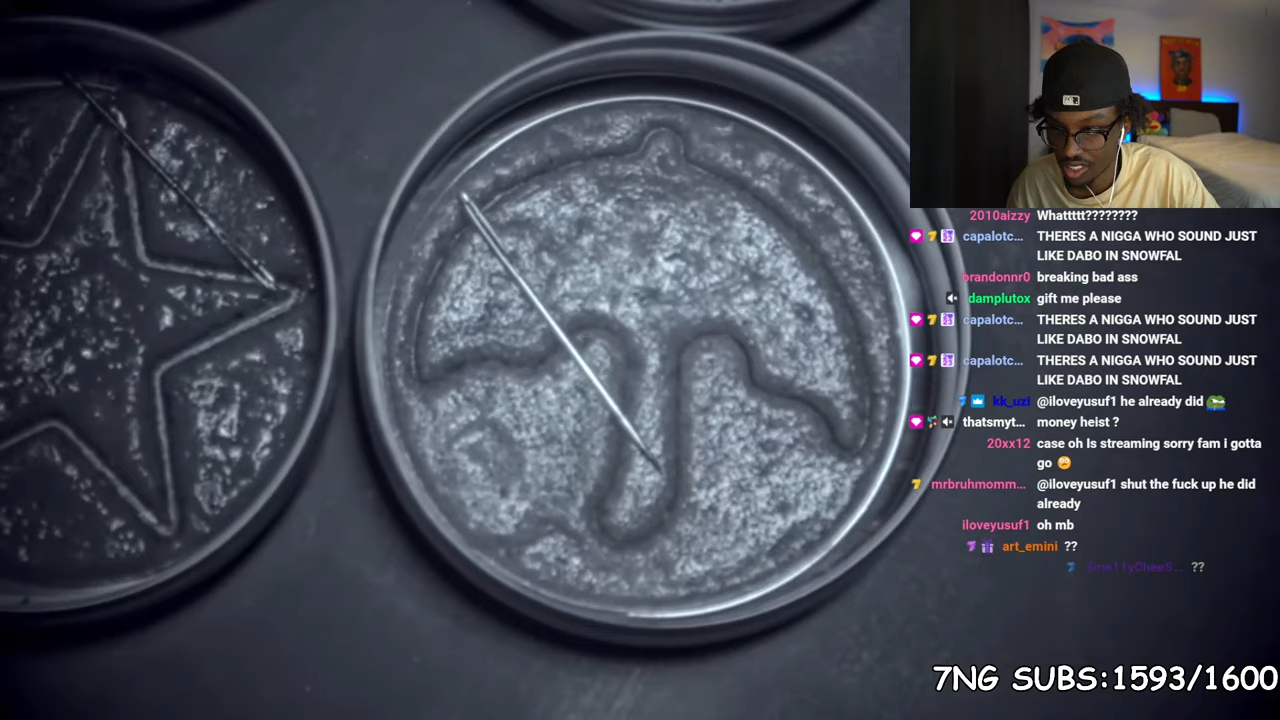 2010aizzy Whattttt????????
capalotc... THERES A NIGGA WHO SOUND JUST
LIKE DABO IN SNOWFAL
brandonnr0 breaking bad ass
damplutox gift me please
capalotc... THERES A NIGGA WHO SOUND JUST
LIKE DABO IN SNOWFAL
capalotc... THERES A NIGGA WHO SOUND JUST
LIKE DABO IN SNOWFAL
kk_uzi @iloveyusuf1 he already did
thatsmyt... money heist ?
20xx12 case oh Is streaming sorry fam i gotta
go
mrbruhmomm... @iloveyusuf1 shut the fuck up he did
already
iloveyusuf1 oh mb
art_emini ??
??
7NG SUBS:1593/1600